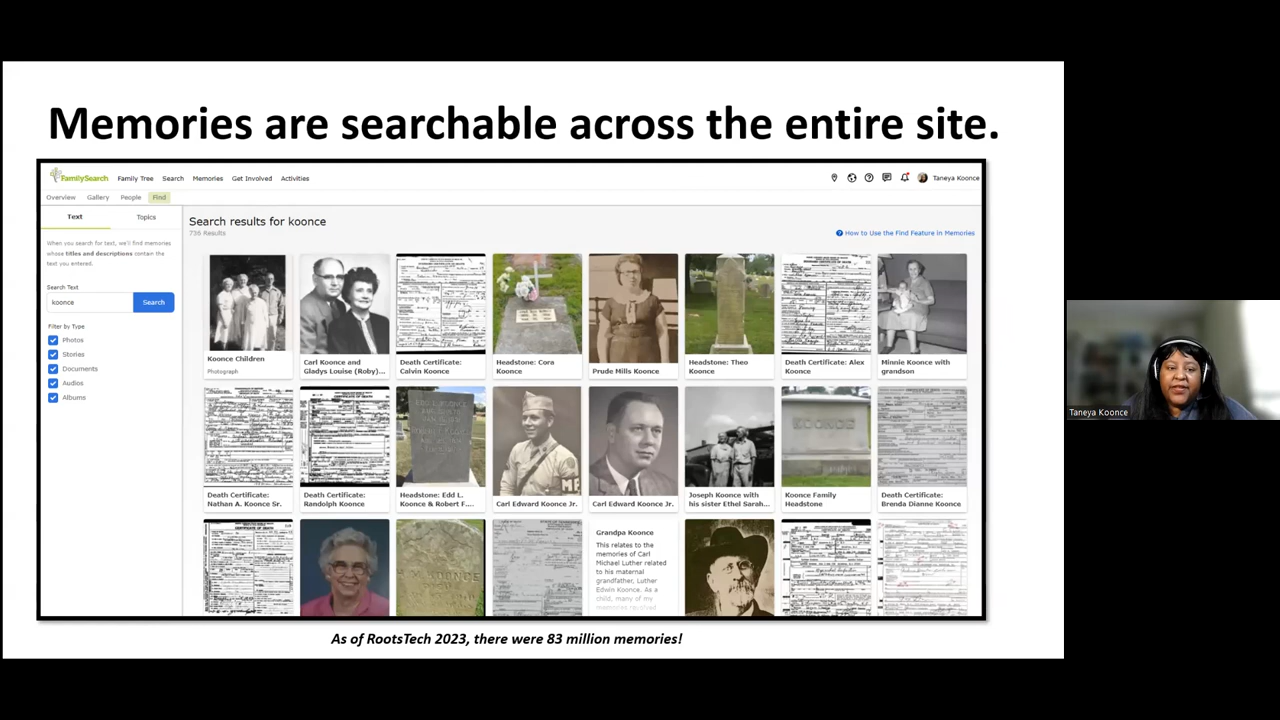 Memories are searchable across the entire site.
FamilySearch Family Tree Search Memories Get Involved Activities Taneya Koonce
Overview Gallery People Find
Text Topics
When you search for text, we'll find memories
whose titles and descriptions contain the
text you entered.
Search Text
koonce Search
Filter by Type
Photos
Stories
Documents
Audios
Albums
Search results for koonce
736 Results
How to Use the Find Feature in Memories
Koonce Children
Photograph
Carl Koonce and
Gladys Louise (Roby)...
Death Certificate:
Calvin Koonce
Headstone: Cora
Koonce
Prude Mills Koonce
Headstone: Theo
Koonce
Death Certificate: Alex
Koonce
Minnie Koonce with
grandson
Death Certificate:
Nathan A. Koonce Sr.
Death Certificate:
Randolph Koonce
Headstone: Edd L.
Koonce & Robert F....
MP
Carl Edward Koonce Jr.
Carl Edward Koonce Jr.
Joseph Koonce with
his sister Ethel Sarah...
KOONCE
Koonce Family
Headstone
Death Certificate:
Brenda Dianne Koonce
Grandpa Koonce
This relates to the
memories of Carl
Michael Luther related
to his maternal
grandfather, Luther
Edwin Koonce. As a
child, many of my
memories revolved
As of RootsTech 2023, there were 83 million memories!
Taneya Koonce